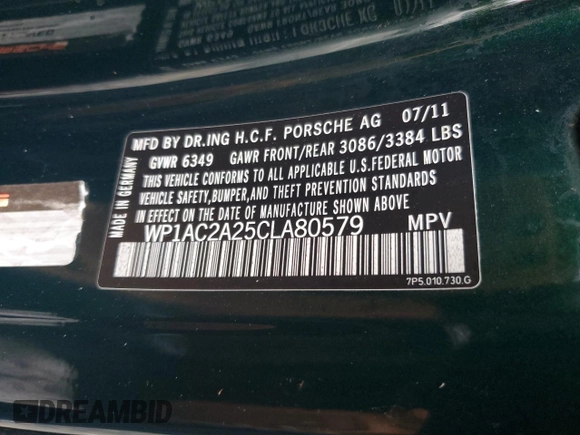 MFD BY DR.ING H.C.F. PORSCHE AG 07/11
GVWR 6349 GAWR FRONT/REAR 3086/3384 LBS
THIS VEHICLE CONFORMS TO ALL APPLICABLE U.S.FEDERAL MOTOR
VEHICLE SAFETY,BUMPER,AND THEFT PREVENTION STANDARDS
IN EFFECT ON THE DATE OF MANUFACTURE SHOWN ABOVE.
WP1AC2A25CLA80579 MPV
MADE IN GERMANY
7P5.010.730.G
DREAMBID